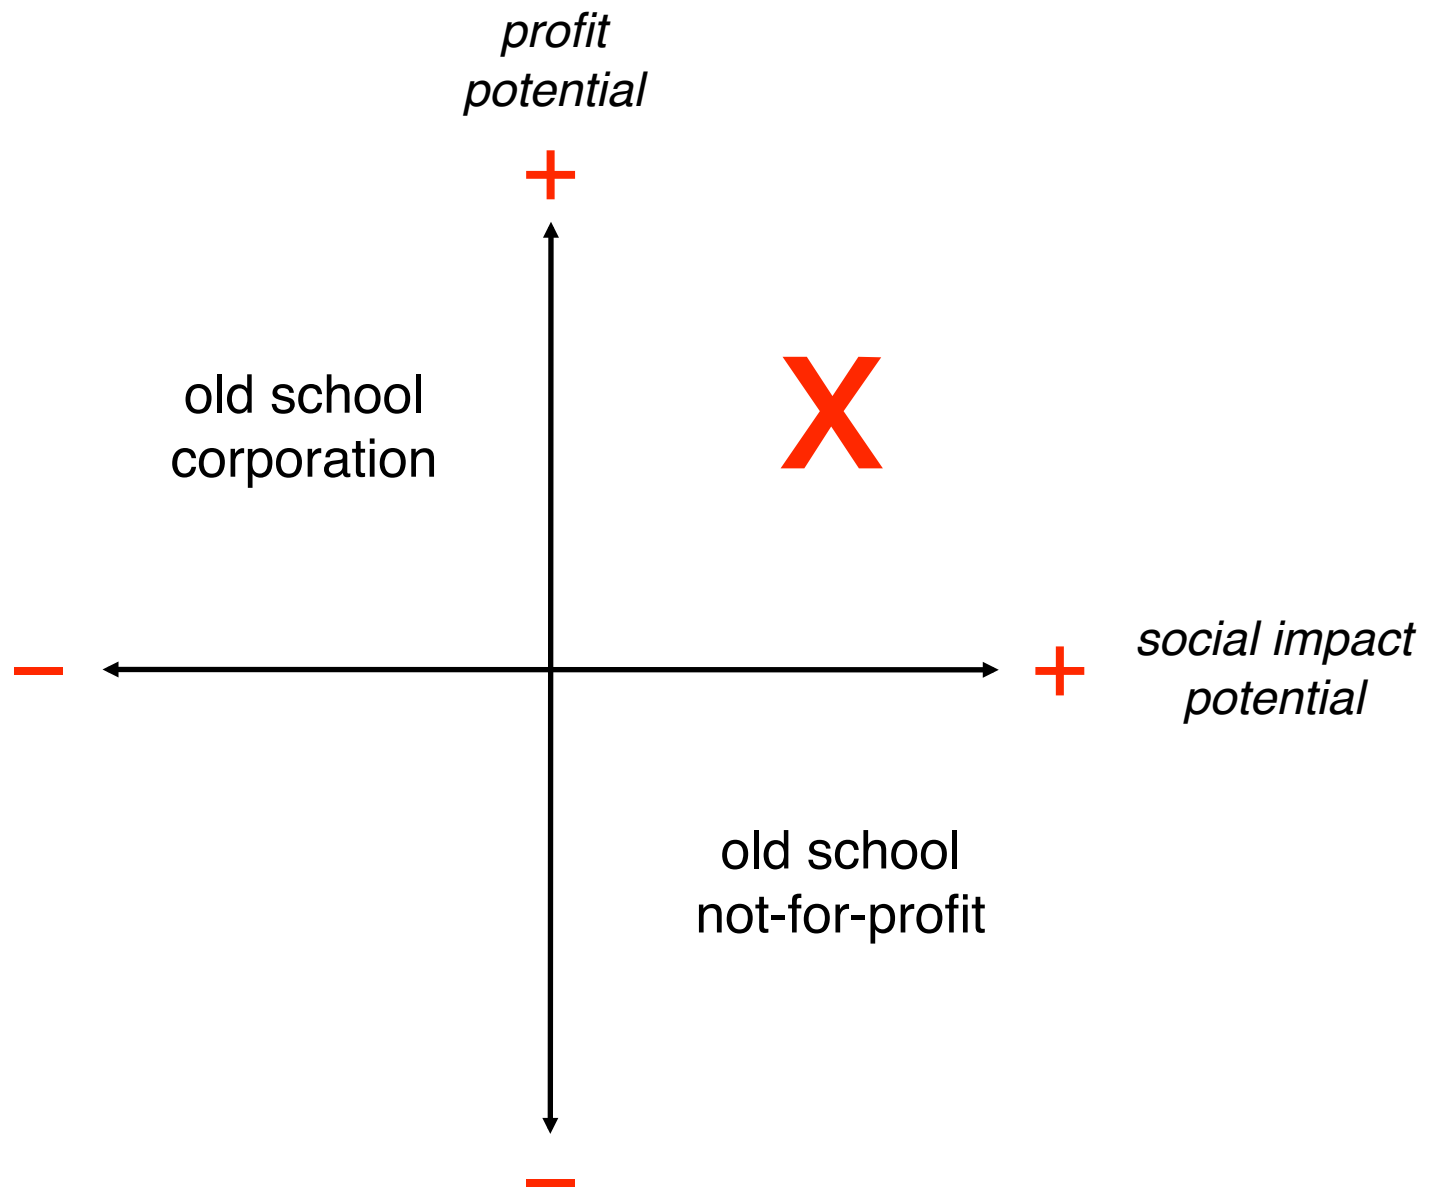 profit
potential
+
old school
corporation
X
−
+
social impact
potential
old school
not-for-profit
−